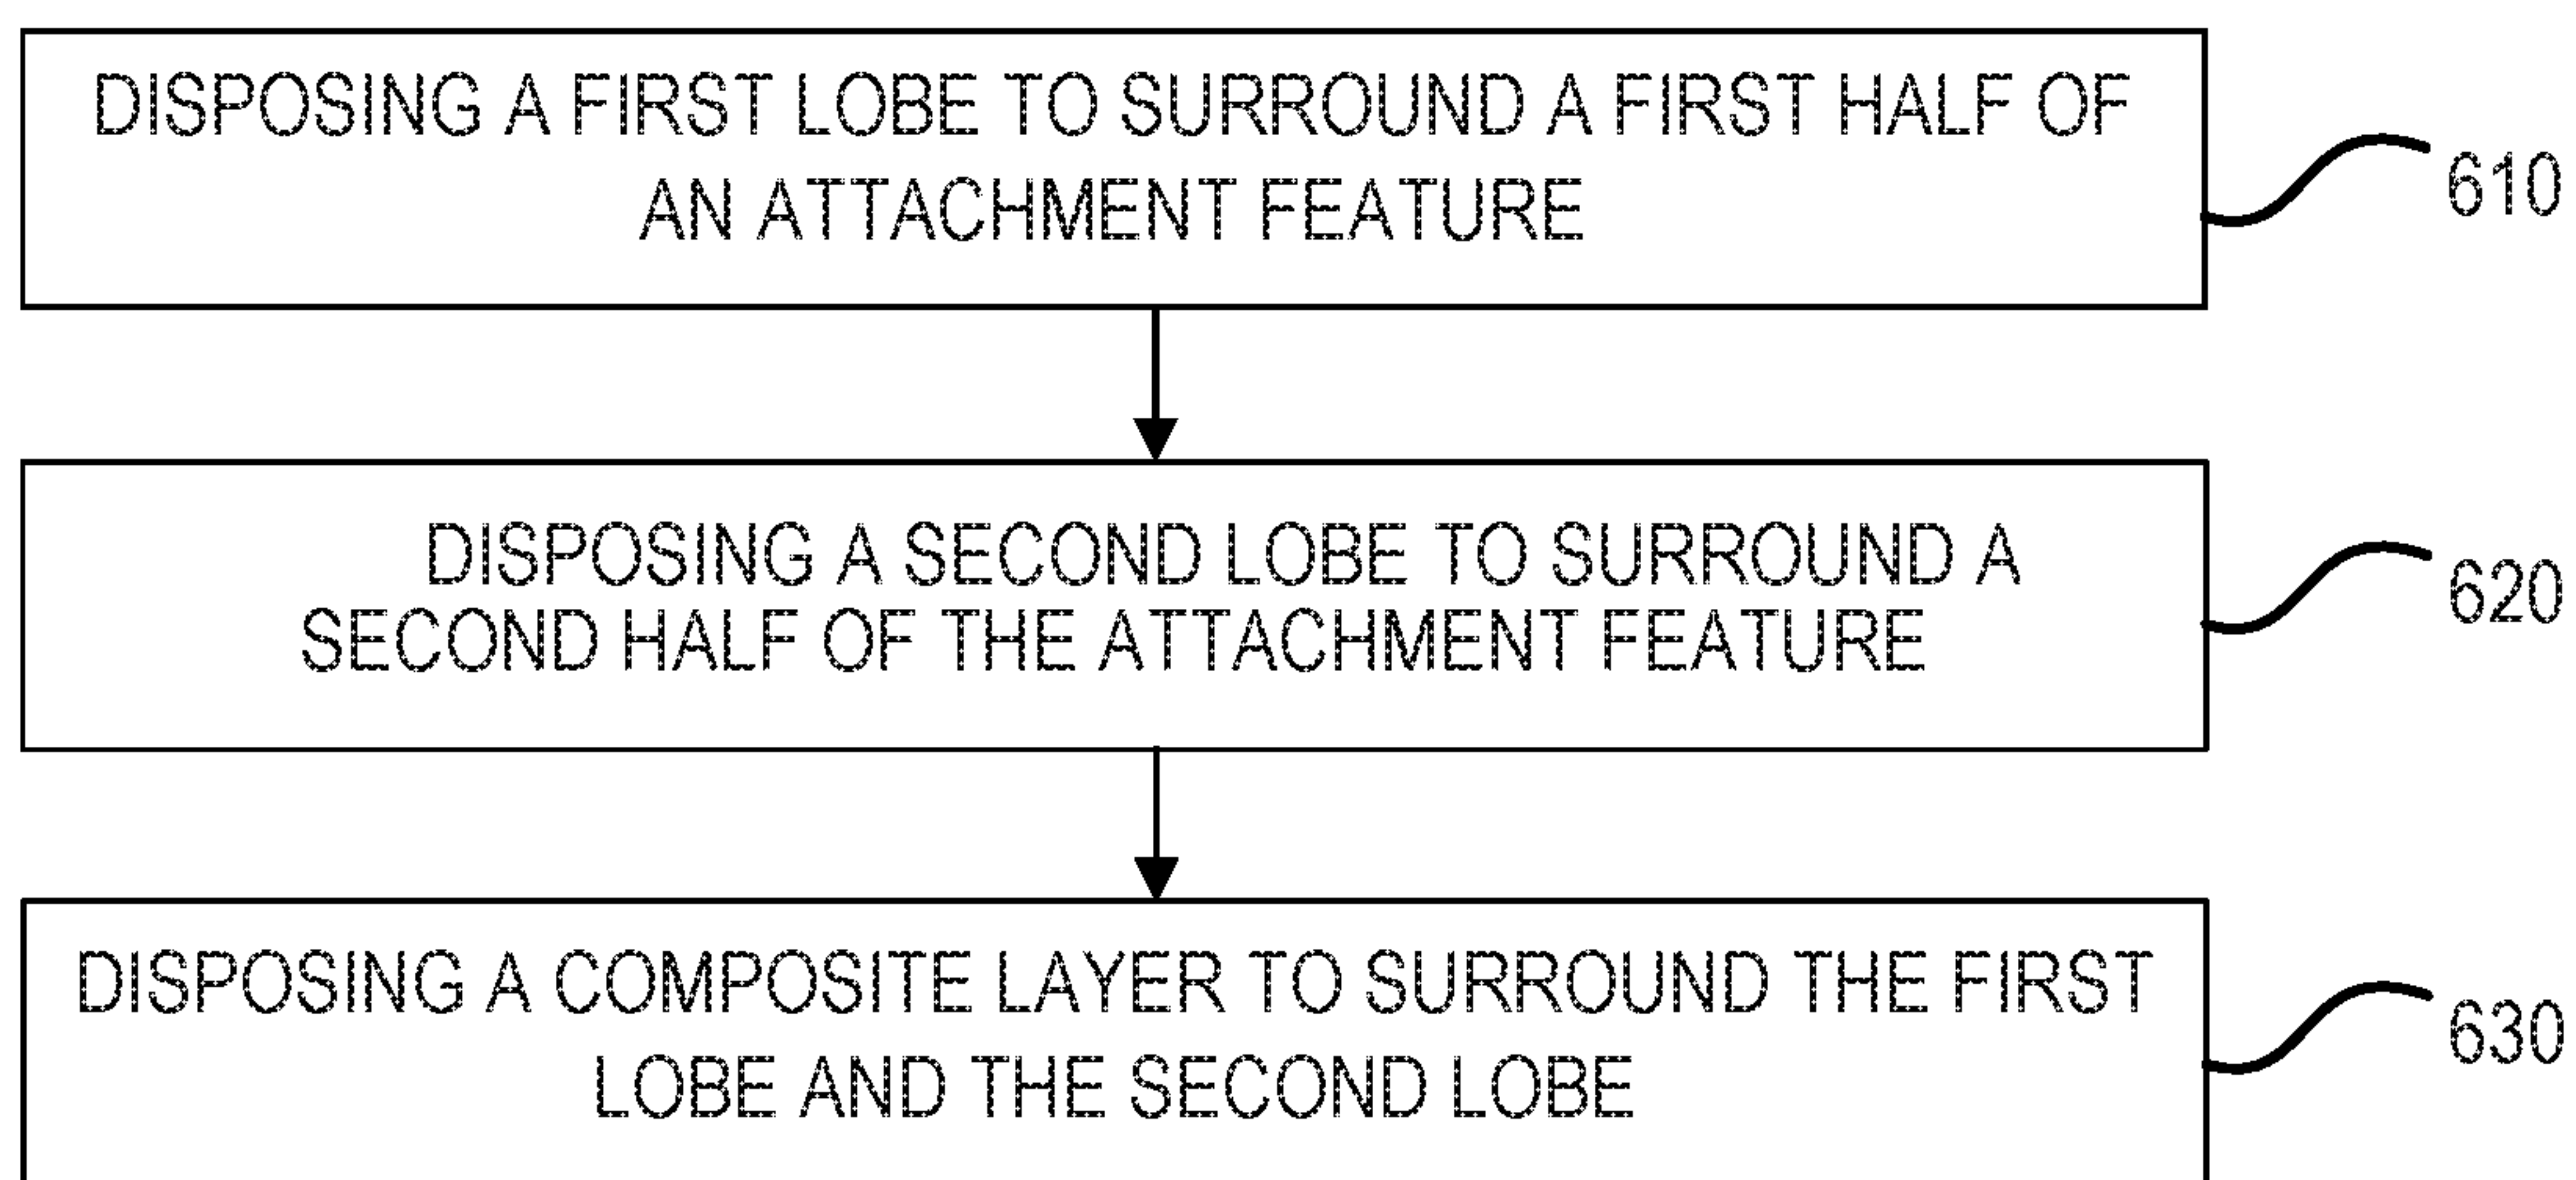 DISPOSING A FIRST LOBE TO SURROUND A FIRST HALF OF
AN ATTACHMENT FEATURE
610
DISPOSING A SECOND LOBE TO SURROUND A
SECOND HALF OF THE ATTACHMENT FEATURE
620
DISPOSING A COMPOSITE LAYER TO SURROUND THE FIRST
LOBE AND THE SECOND LOBE
630